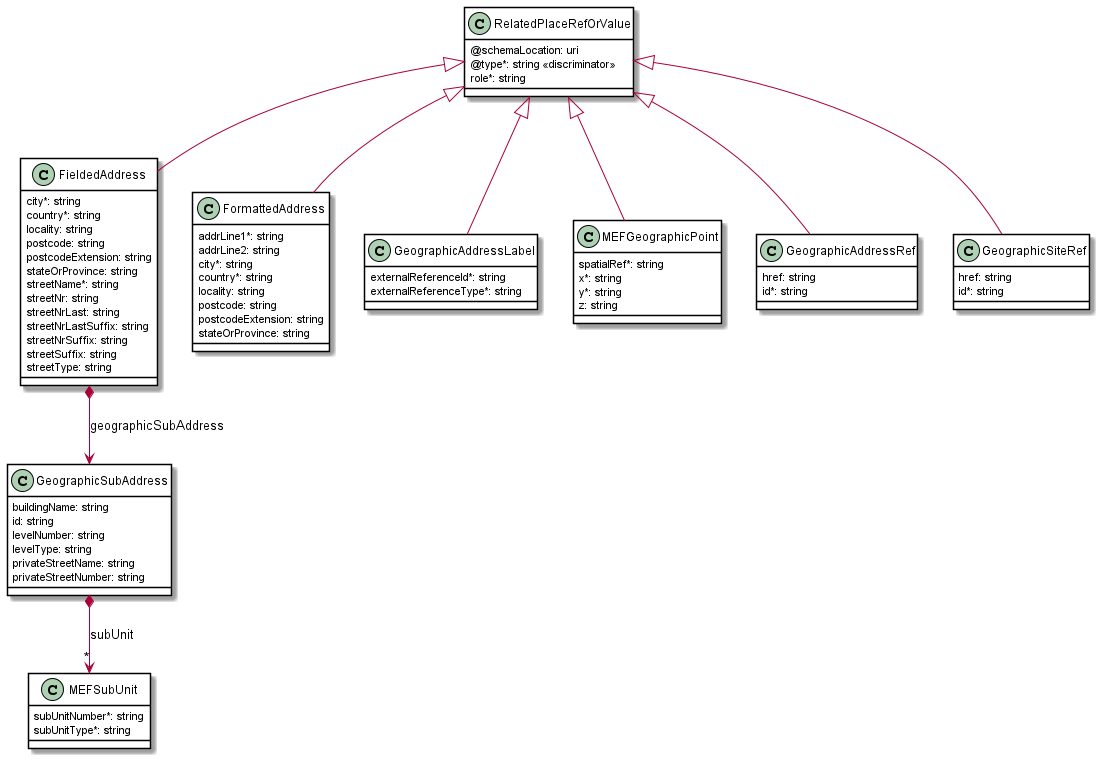 C RelatedPlaceRefOrValue
@schemaLocation: uri
@type*: string «discriminator»
role*: string
C FieldedAddress
city*: string
country*: string
locality: string
postcode: string
postcodeExtension: string
stateOrProvince: string
streetName*: string
streetNr: string
streetNrLast: string
streetNrLastSuffix: string
streetNrSuffix: string
streetSuffix: string
streetType: string
C FormattedAddress
addrLine1*: string
addrLine2: string
city*: string
country*: string
locality: string
postcode: string
postcodeExtension: string
stateOrProvince: string
C GeographicAddressLabel
externalReferenceId*: string
externalReferenceType*: string
C MEFGeographicPoint
spatialRef*: string
x*: string
y*: string
z: string
C GeographicAddressRef
href: string
id*: string
C GeographicSiteRef
href: string
id*: string
geographicSubAddress
C GeographicSubAddress
buildingName: string
id: string
levelNumber: string
levelType: string
privateStreetName: string
privateStreetNumber: string
subUnit
*
C MEFSubUnit
subUnitNumber*: string
subUnitType*: string